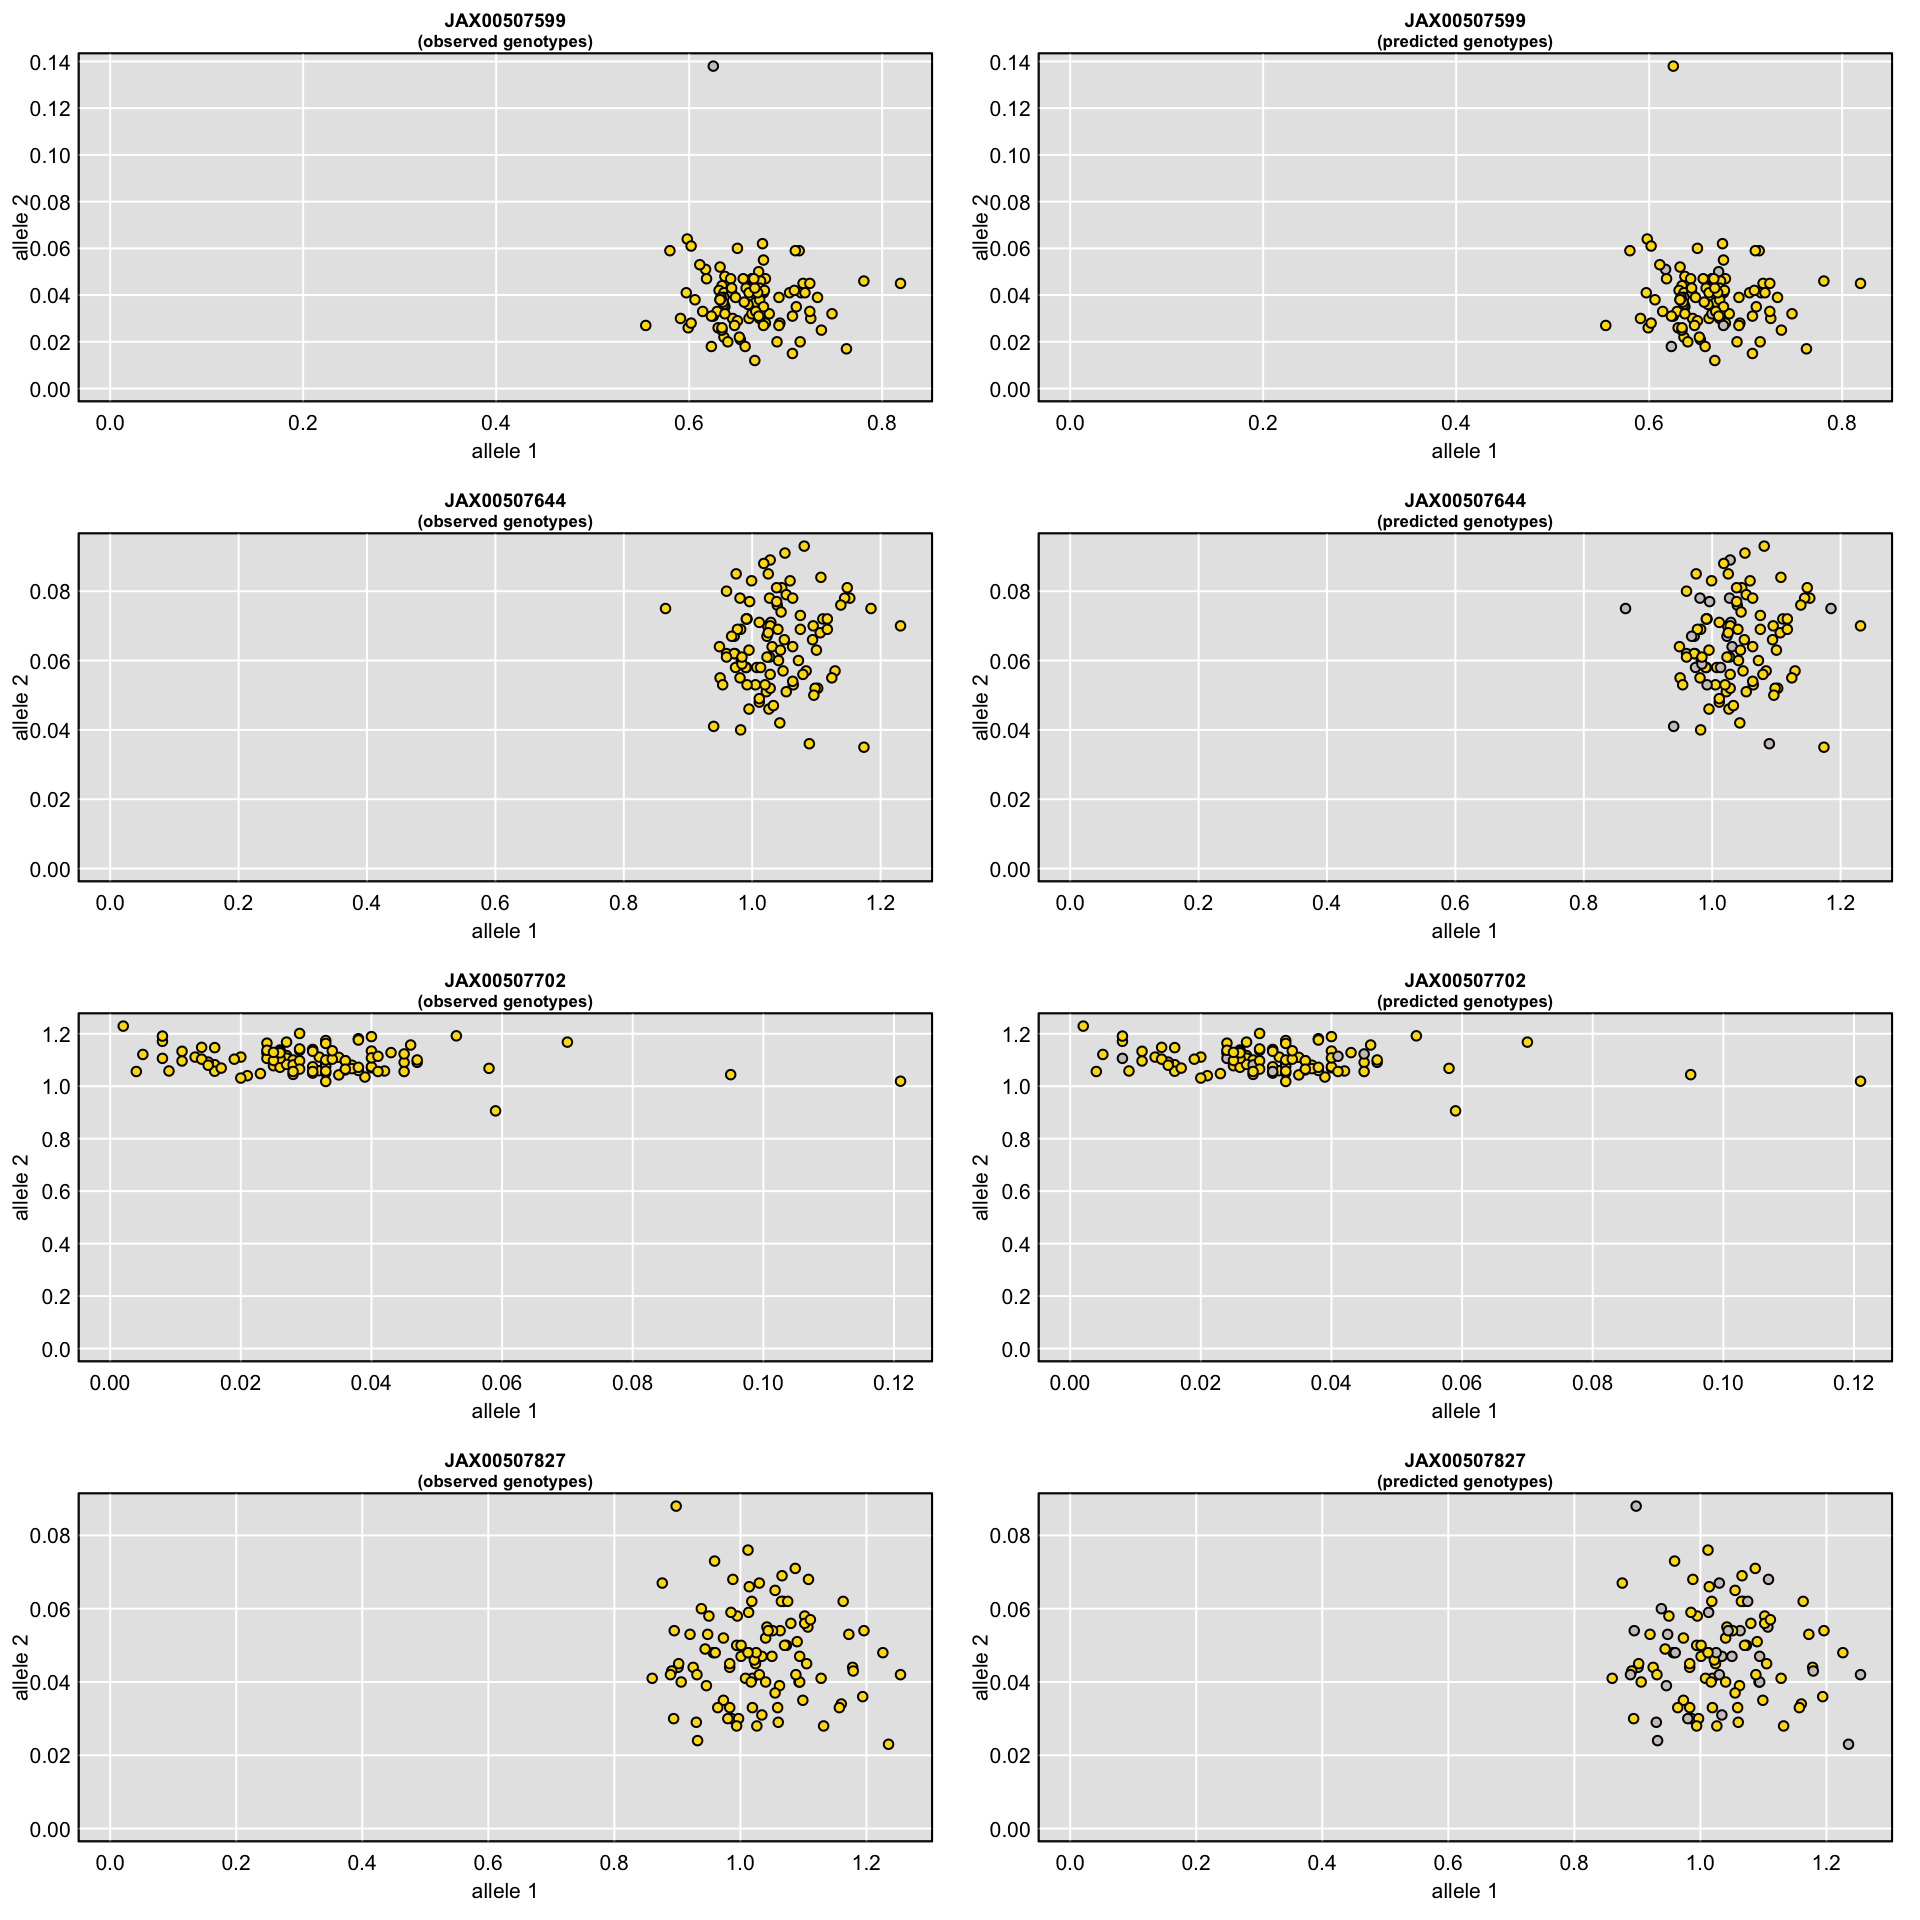 JAX00507599
(observed genotypes)
allele 2
0.14
0.12
0.10
0.08
0.06
0.04
0.02
0.00
0.0 0.2 0.4 0.6 0.8
allele 1
JAX00507599
(predicted genotypes)
allele 2
0.14
0.12
0.10
0.08
0.06
0.04
0.02
0.00
0.0 0.2 0.4 0.6 0.8
allele 1
JAX00507644
(observed genotypes)
allele 2
0.08
0.06
0.04
0.02
0.00
0.0 0.2 0.4 0.6 0.8 1.0 1.2
allele 1
JAX00507644
(predicted genotypes)
allele 2
0.08
0.06
0.04
0.02
0.00
0.0 0.2 0.4 0.6 0.8 1.0 1.2
allele 1
JAX00507702
(observed genotypes)
allele 2
1.2
1.0
0.8
0.6
0.4
0.2
0.0
0.00 0.02 0.04 0.06 0.08 0.10 0.12
allele 1
JAX00507702
(predicted genotypes)
allele 2
1.2
1.0
0.8
0.6
0.4
0.2
0.0
0.00 0.02 0.04 0.06 0.08 0.10 0.12
allele 1
JAX00507827
(observed genotypes)
allele 2
0.08
0.06
0.04
0.02
0.00
0.0 0.2 0.4 0.6 0.8 1.0 1.2
allele 1
JAX00507827
(predicted genotypes)
allele 2
0.08
0.06
0.04
0.02
0.00
0.0 0.2 0.4 0.6 0.8 1.0 1.2
allele 1